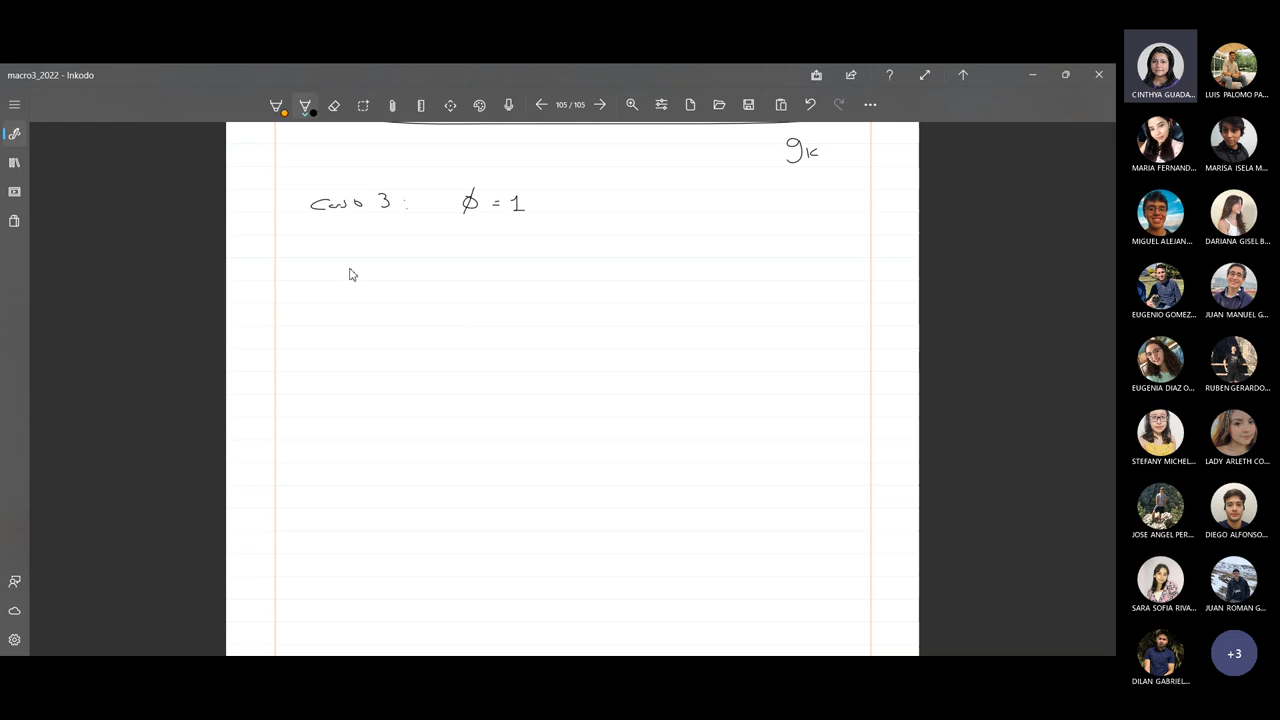 macro3_2022 - Inkodo
105 / 105
gk
Caso 3 : ϕ = 1
CINTHYA GUADA...
LUIS PALOMO PA...
MARIA FERNAND...
MARISA ISELA M...
MIGUEL ALEJAN...
DARIANA GISEL B...
EUGENIO GOMEZ...
JUAN MANUEL G...
EUGENIA DIAZ O...
RUBEN GERARDO...
STEFANY MICHEL...
LADY ARLETH CO...
JOSE ANGEL PER...
DIEGO ALFONSO...
SARA SOFIA RIVA...
JUAN ROMAN G...
DILAN GABRIEL...
+3